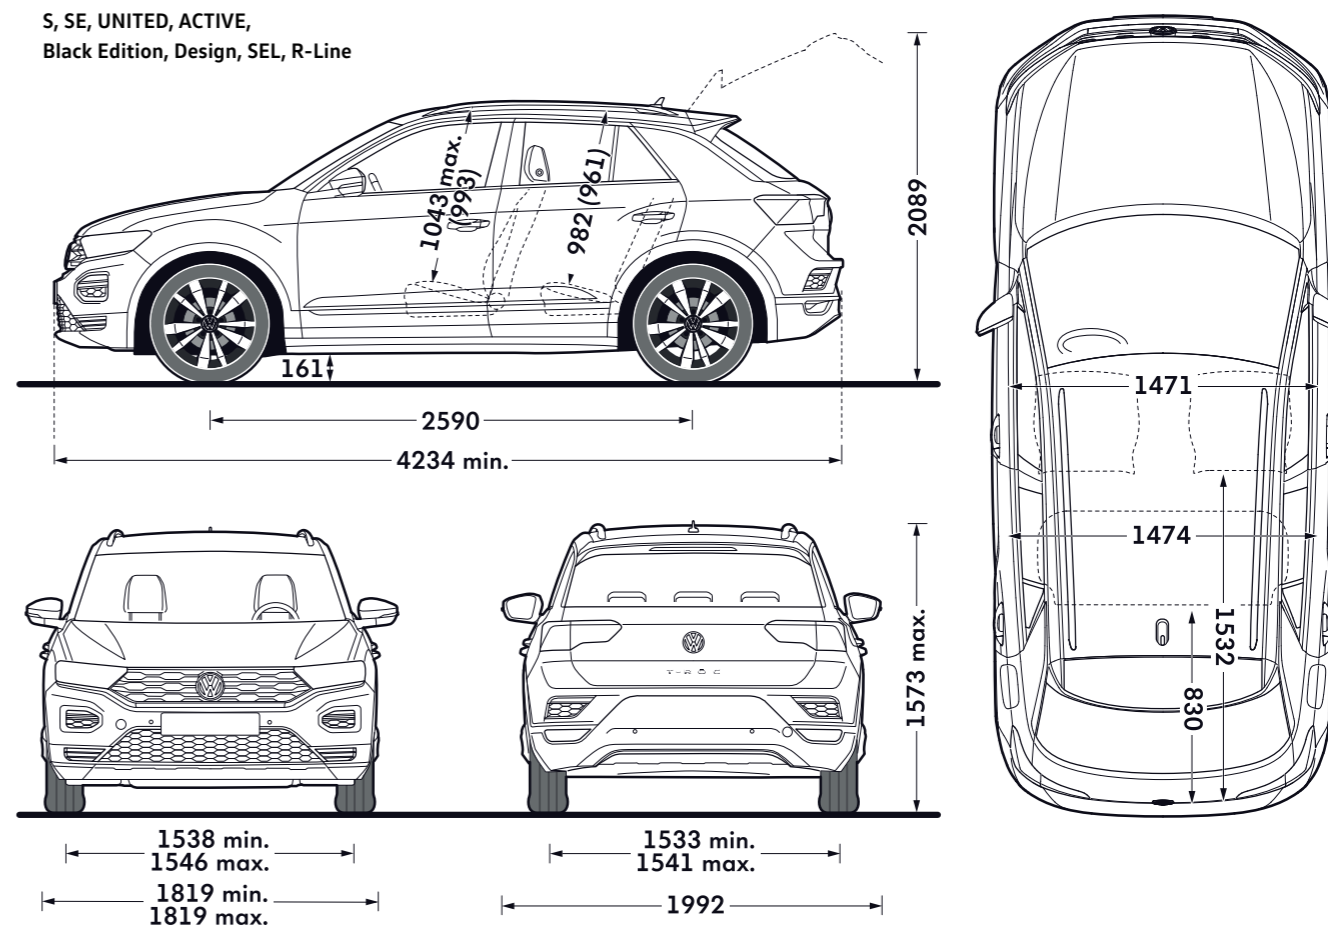 S, SE, UNITED, ACTIVE,
Black Edition, Design, SEL, R-Line
1043 max.
(993)
982 (961)
2089
161
2590
4234 min.
1471
1474
1532
830
T-ROC
1573 max.
1538 min.
1546 max.
1819 min.
1819 max.
1533 min.
1541 max.
1992